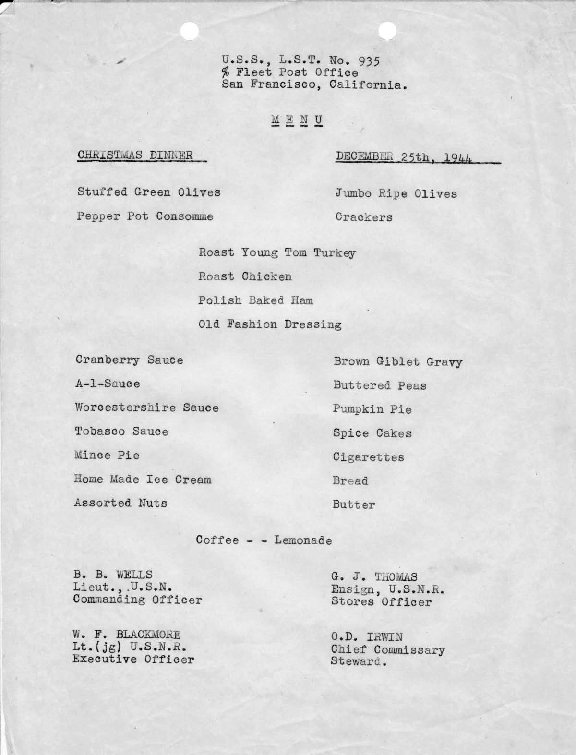 U.S.S., L.S.T. No. 935
% Fleet Post Office
San Francisco, California.
M E N U
CHRISTMAS DINNER DECEMBER 25th, 1944
Stuffed Green Olives Jumbo Ripe Olives
Pepper Pot Consomme Crackers
Roast Young Tom Turkey
Roast Chicken
Polish Baked Ham
Old Fashion Dressing
Cranberry Sauce Brown Giblet Gravy
A-1-Sauce Buttered Peas
Worcestershire Sauce Pumpkin Pie
Tobasco Sauce Spice Cakes
Mince Pie Cigarettes
Home Made Ice Cream Bread
Assorted Nuts Butter
Coffee - - Lemonade
B. B. WELLS
Lieut., U.S.N.
Commanding Officer
G. J. THOMAS
Ensign, U.S.N.R.
Stores Officer
W. F. BLACKMORE
Lt.(jg) U.S.N.R.
Executive Officer
O.D. IRWIN
Chief Commissary
Steward.